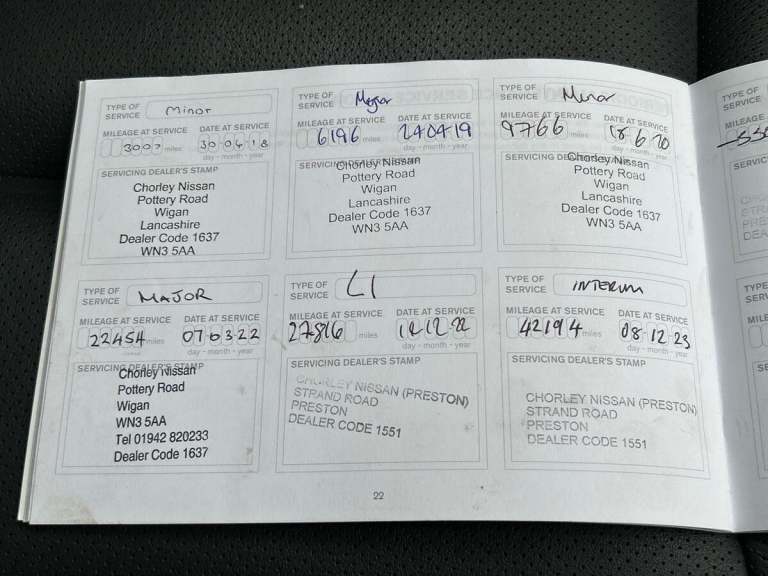 TYPE OF SERVICE Minor
MILEAGE AT SERVICE DATE AT SERVICE
3007 miles 30 04 18
day - month - year
SERVICING DEALER'S STAMP
Chorley Nissan
Pottery Road
Wigan
Lancashire
Dealer Code 1637
WN3 5AA
TYPE OF SERVICE Major
MILEAGE AT SERVICE DATE AT SERVICE
6196 miles 240419
day - month - year
SERVICING DEALER'S STAMP
Chorley Nissan
Pottery Road
Wigan
Lancashire
Dealer Code 1637
WN3 5AA
TYPE OF SERVICE Minor
MILEAGE AT SERVICE DATE AT SERVICE
9766 miles 18.6.20
day - month - year
SERVICING DEALER'S STAMP
Chorley Nissan
Pottery Road
Wigan
Lancashire
Dealer Code 1637
WN3 5AA
TYPE OF SERVICE MAJOR
MILEAGE AT SERVICE DATE AT SERVICE
22454 miles 07 03 22
day - month - year
SERVICING DEALER'S STAMP
Chorley Nissan
Pottery Road
Wigan
WN3 5AA
Tel 01942 820233
Dealer Code 1637
TYPE OF SERVICE
MILEAGE AT SERVICE DATE AT SERVICE
27816 miles
day - month - year
SERVICING DEALER'S STAMP
CHORLEY NISSAN (PRESTON)
STRAND ROAD
PRESTON
DEALER CODE 1551
TYPE OF SERVICE INTERIM
MILEAGE AT SERVICE DATE AT SERVICE
42194 miles 08.12.23
day - month - year
SERVICING DEALER'S STAMP
CHORLEY NISSAN (PRESTON)
STRAND ROAD
PRESTON
DEALER CODE 1551
22
TYPE OF
SERVICE
MILEAGE